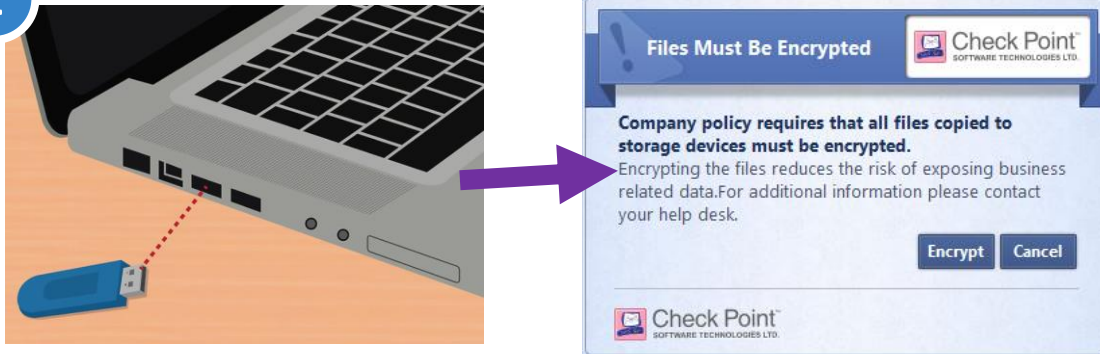 Files Must Be Encrypted
Check Point
SOFTWARE TECHNOLOGIES LTD.
Company policy requires that all files copied to
storage devices must be encrypted.
Encrypting the files reduces the risk of exposing business
related data.For additional information please contact
your help desk.
Encrypt Cancel
Check Point
SOFTWARE TECHNOLOGIES LTD.